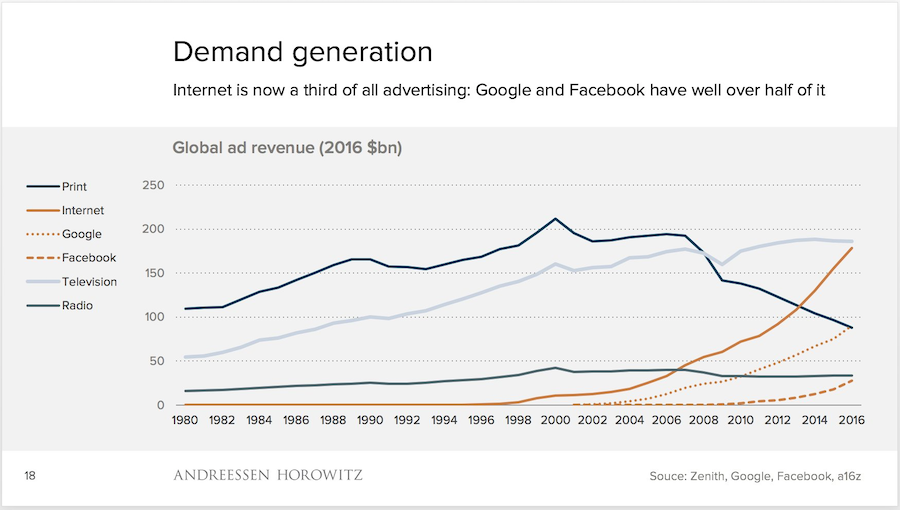 Demand generation
Internet is now a third of all advertising: Google and Facebook have well over half of it
Global ad revenue (2016 $bn)
Print
Internet
Google
Facebook
Television
Radio
250
200
150
100
50
0
1980 1982 1984 1986 1988 1990 1992 1994 1996 1998 2000 2002 2004 2006 2008 2010 2012 2014 2016
18
ANDREESSEN HOROWITZ
Souce: Zenith, Google, Facebook, a16z